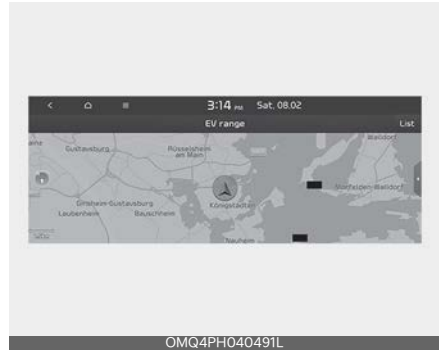 3:14 PM Sat. 08.02
EV range List
Walldorf
Gustavsburg
Rüsselsheim
am Main
Mörfelden-Walldorf
Ginsheim-Gustavsburg
Königstädten
Laubenheim Bauschheim
Nauheim
OMQ4PH040491L